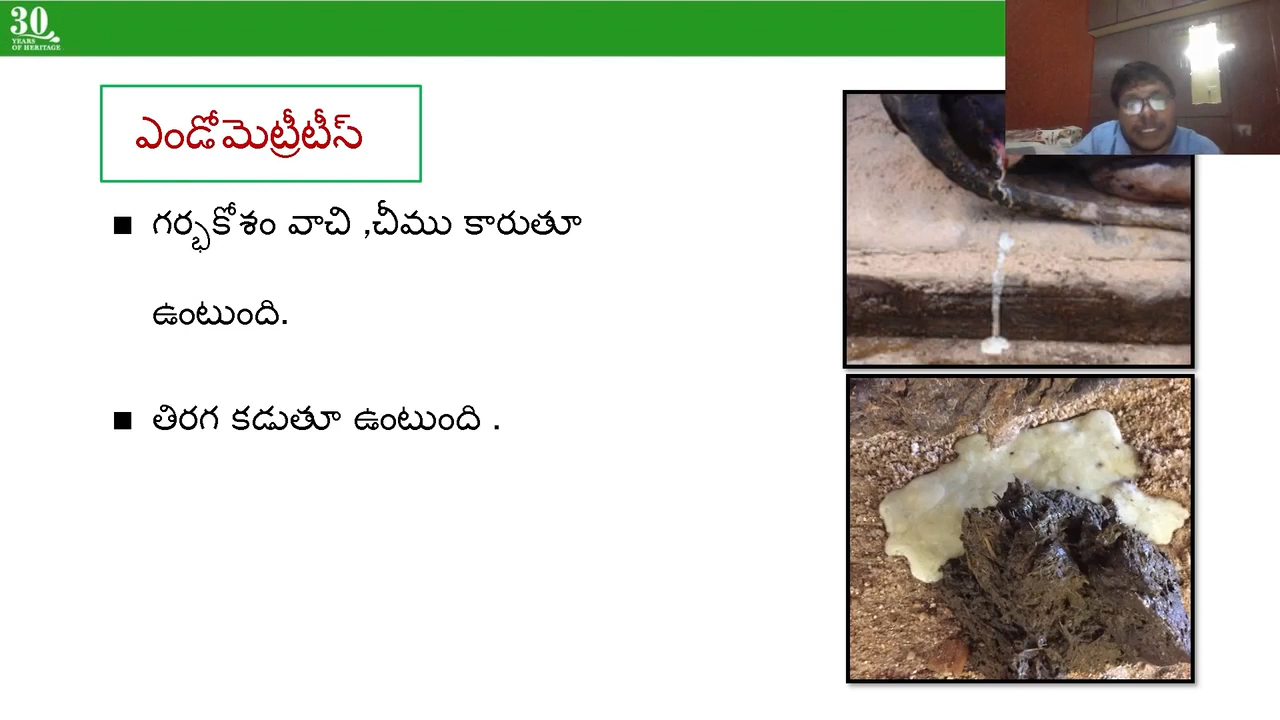 30
YEARS
OF HERITAGE
ఎండోమెట్రీటీస్
■ గర్భకోశం వాచి ,చీము కారుతూ
ఉంటుంది.
■ తిరగ కడుతూ ఉంటుంది .